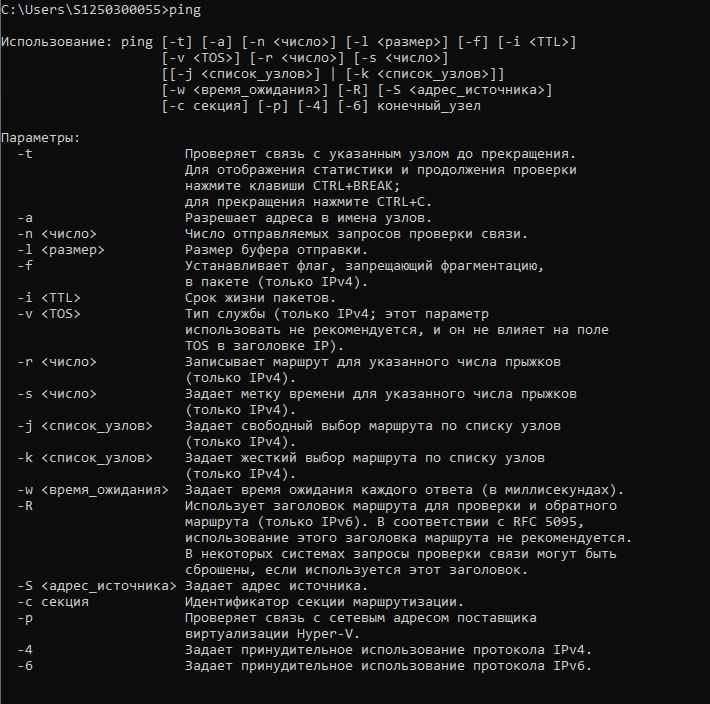 C:\Users\S1250300055>ping
Использование: ping [-t] [-a] [-n <число>] [-l <размер>] [-f] [-i <TTL>]
[-v <TOS>] [-r <число>] [-s <число>]
[[-j <список_узлов>] | [-k <список_узлов>]]
[-w <время_ожидания>] [-R] [-S <адрес_источника>]
[-c секция] [-p] [-4] [-6] конечный_узел
Параметры:
-t Проверяет связь с указанным узлом до прекращения.
Для отображения статистики и продолжения проверки
нажмите клавиши CTRL+BREAK;
для прекращения нажмите CTRL+C.
-a Разрешает адреса в имена узлов.
-n <число> Число отправляемых запросов проверки связи.
-l <размер> Размер буфера отправки.
-f Устанавливает флаг, запрещающий фрагментацию,
в пакете (только IPv4).
-i <TTL> Срок жизни пакетов.
-v <TOS> Тип службы (только IPv4; этот параметр
использовать не рекомендуется, и он не влияет на поле
TOS в заголовке IP).
-r <число> Записывает маршрут для указанного числа прыжков
(только IPv4).
-s <число> Задает метку времени для указанного числа прыжков
(только IPv4).
-j <список_узлов> Задает свободный выбор маршрута по списку узлов
(только IPv4).
-k <список_узлов> Задает жесткий выбор маршрута по списку узлов
(только IPv4).
-w <время_ожидания> Задает время ожидания каждого ответа (в миллисекундах).
-R Использует заголовок маршрута для проверки и обратного
маршрута (только IPv6). В соответствии с RFC 5095,
использование этого заголовка маршрута не рекомендуется.
В некоторых системах запросы проверки связи могут быть
сброшены, если используется этот заголовок.
-S <адрес_источника> Задает адрес источника.
-c секция Идентификатор секции маршрутизации.
-p Проверяет связь с сетевым адресом поставщика
виртуализации Hyper-V.
-4 Задает принудительное использование протокола IPv4.
-6 Задает принудительное использование протокола IPv6.